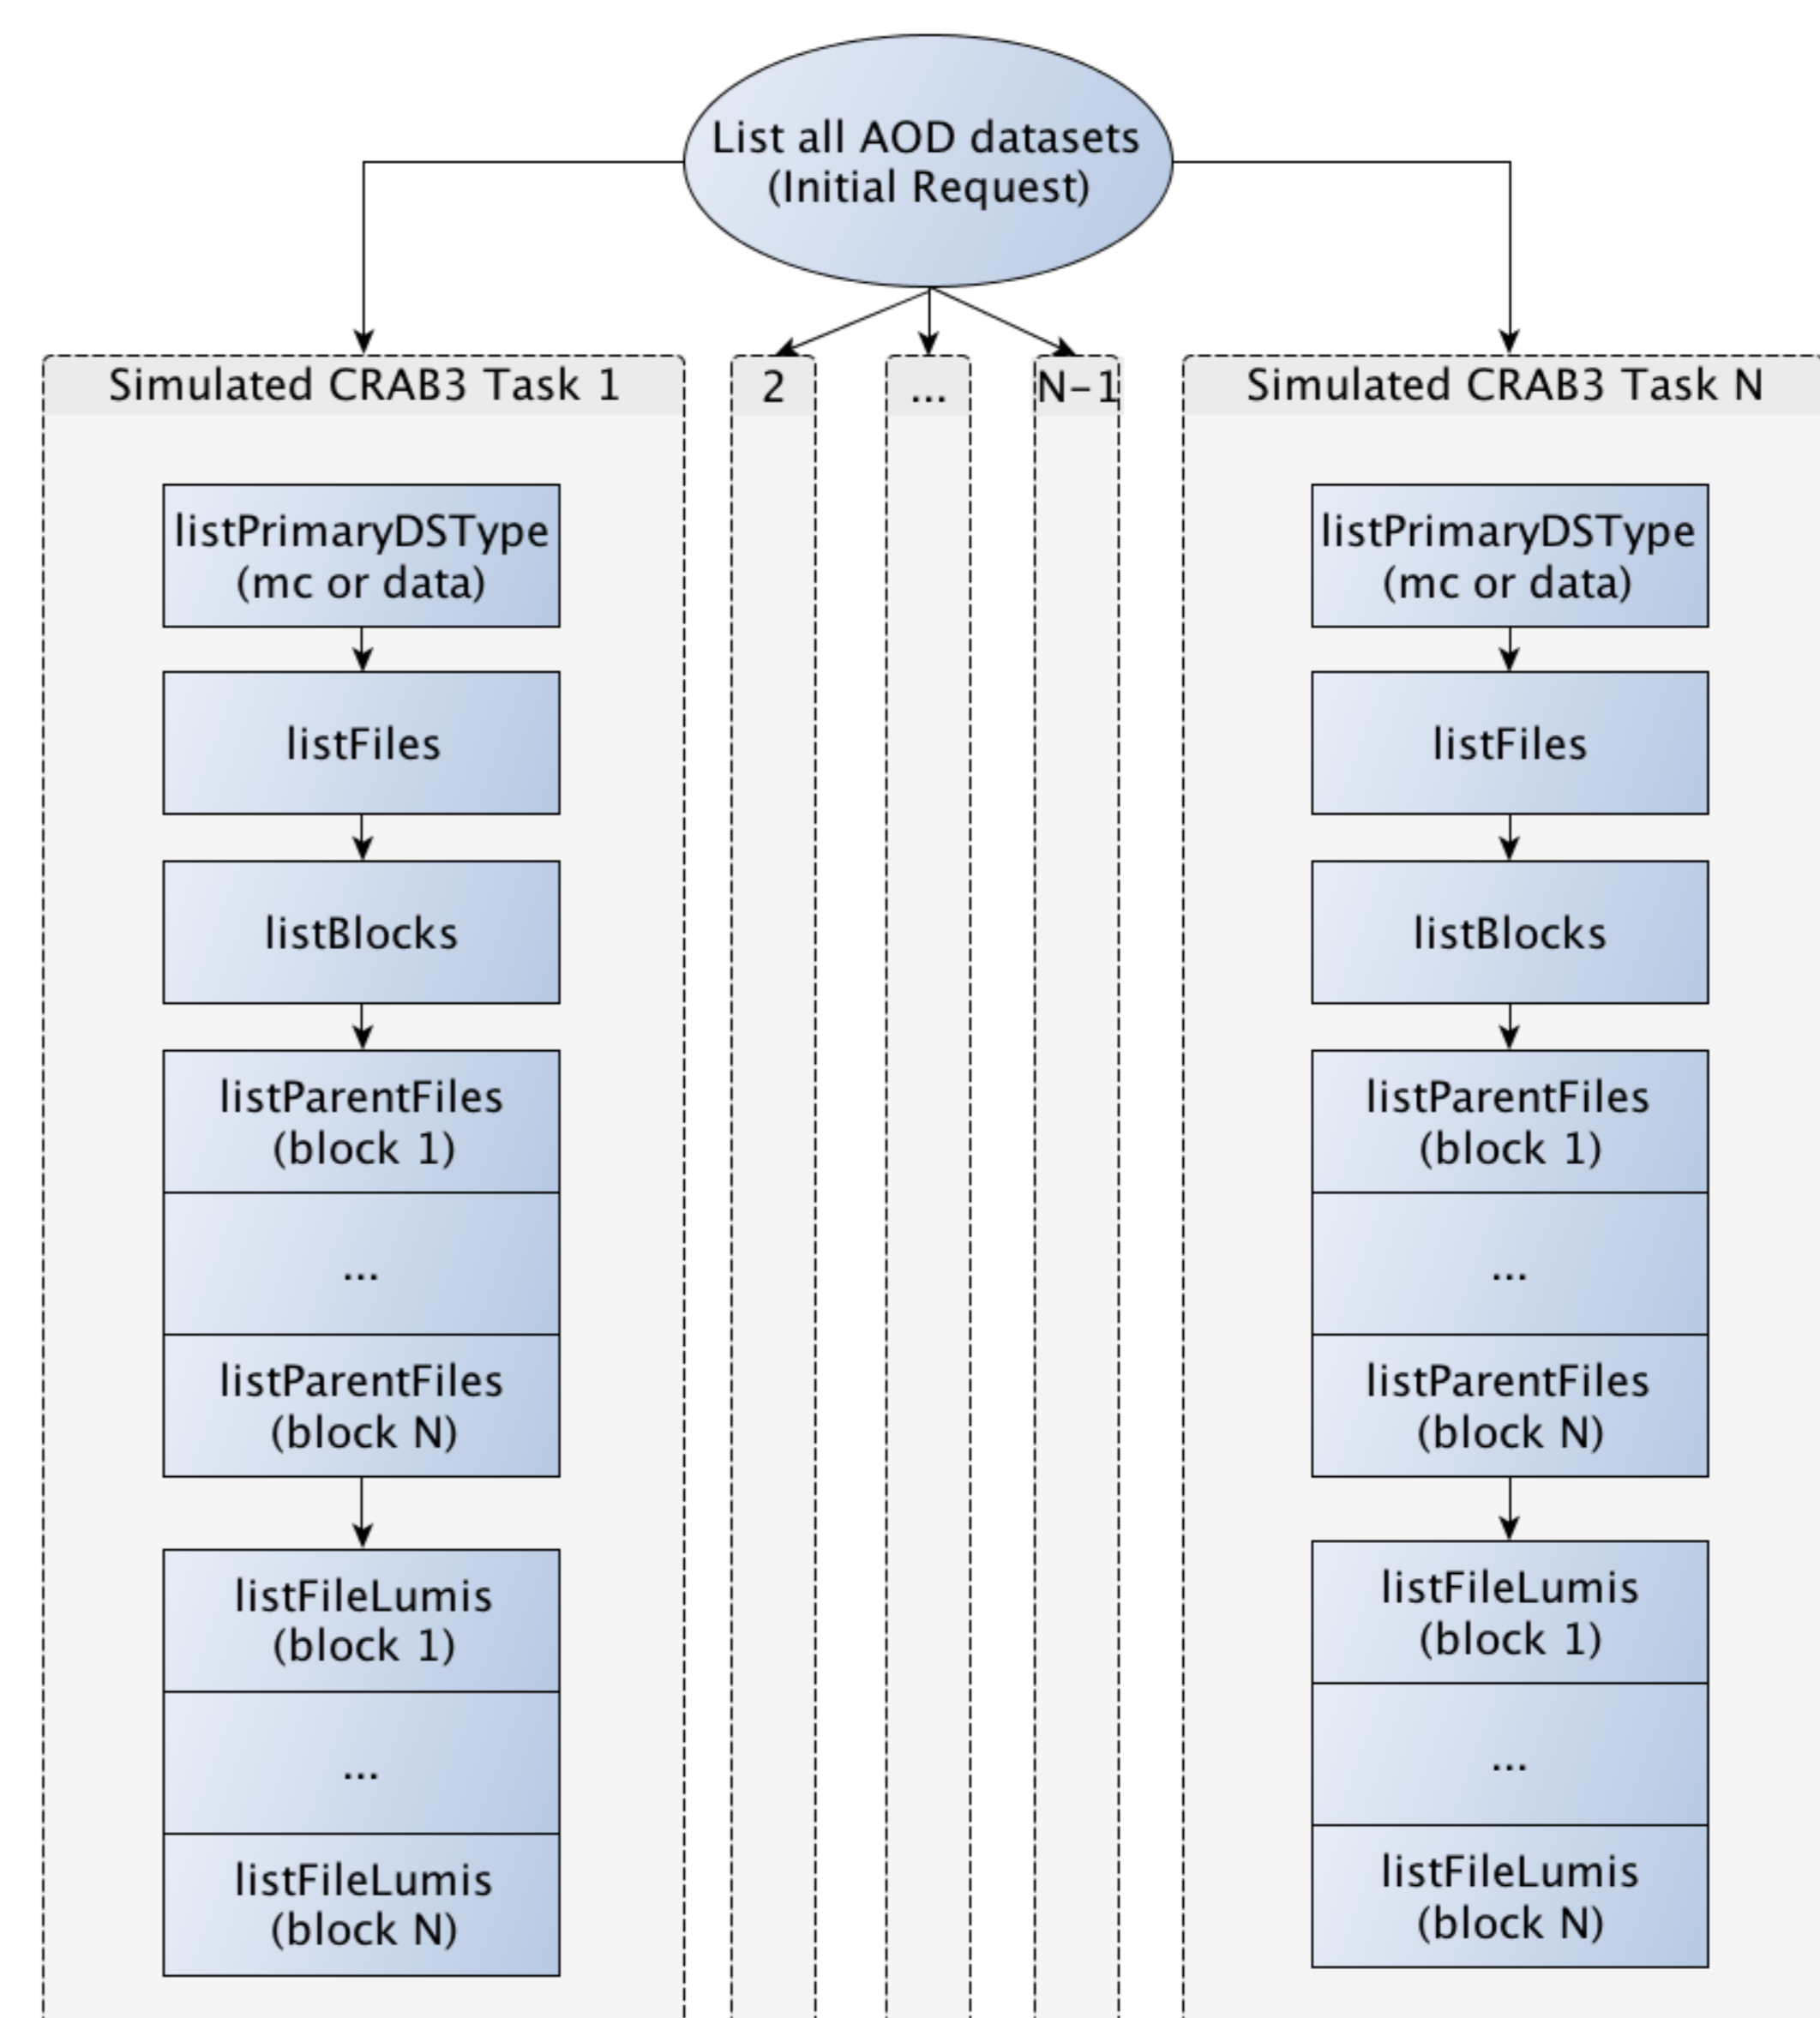 List all AOD datasets
(Initial Request)
Simulated CRAB3 Task 1
2
...
N-1
Simulated CRAB3 Task N
listPrimaryDSType
(mc or data)
listFiles
listBlocks
listParentFiles
(block 1)
...
listParentFiles
(block N)
listFileLumis
(block 1)
...
listFileLumis
(block N)
listPrimaryDSType
(mc or data)
listFiles
listBlocks
listParentFiles
(block 1)
...
listParentFiles
(block N)
listFileLumis
(block 1)
...
listFileLumis
(block N)